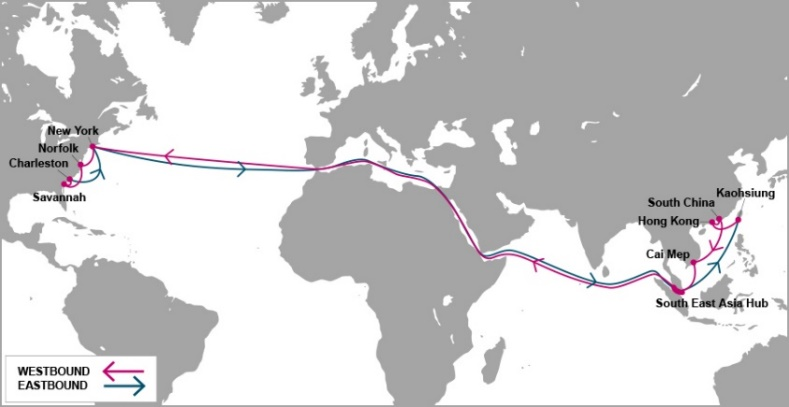 New York
Norfolk
Charleston
Savannah
Kaohsiung
South China
Hong Kong
Cai Mep
South East Asia Hub
WESTBOUND
EASTBOUND